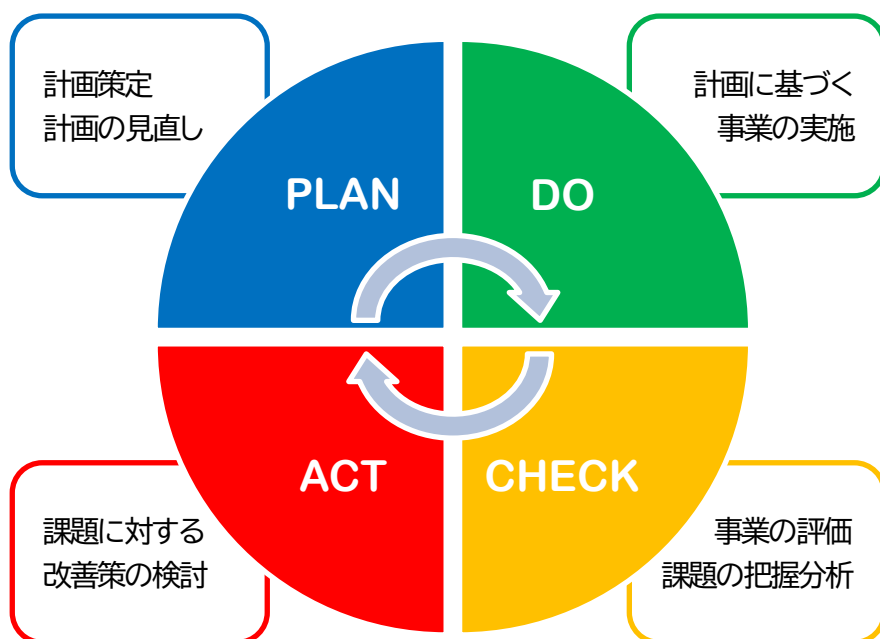 計画策定
計画の見直し
PLAN
計画に基づく
事業の実施
DO
ACT
課題に対する
改善策の検討
CHECK
事業の評価
課題の把握分析